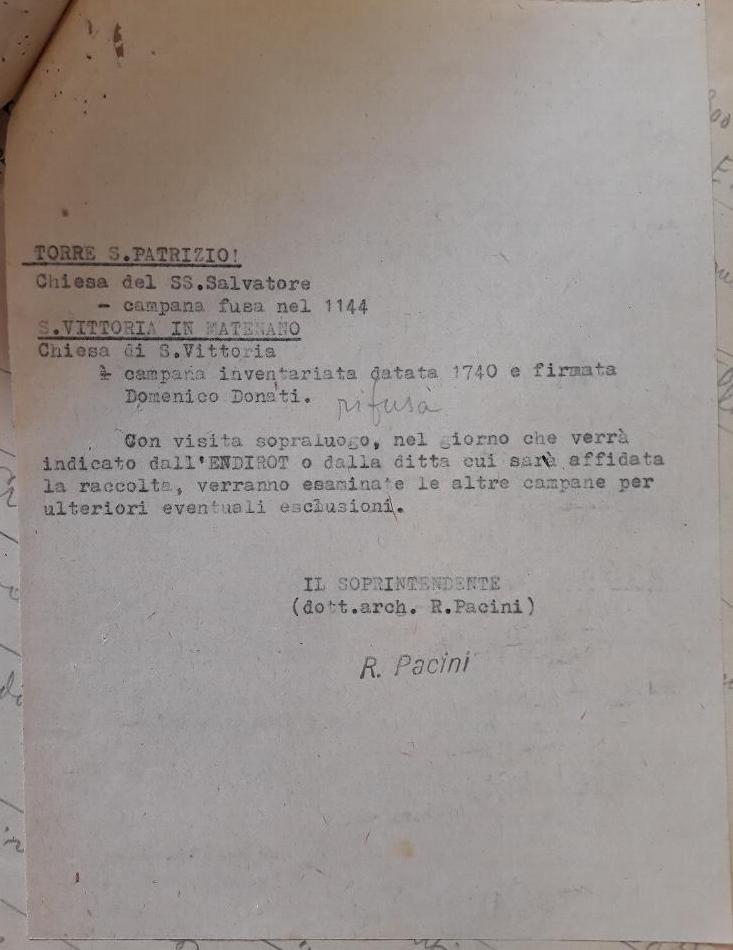 TORRE S.PATRIZIO!
Chiesa del SS.Salvatore
- campana fusa nel 1144
S.VITTORIA IN MATENANO
Chiesa di S.Vittoria
- campana inventariata datata 1740 e firmata
Domenico Donati. rifusa
Con visita sopraluogo, nel giorno che verrà
indicato dall'ENDIROT o dalla ditta cui sarà affidata
la raccolta, verranno esaminate le altre campane per
ulteriori eventuali esclusioni.
IL SOPRINTENDENTE
(dott.arch. R.Pacini)
R. Pacini